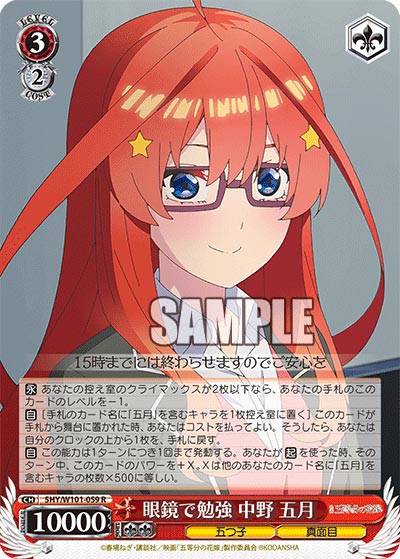 LEVEL
3
2
COST
SAMPLE
15時までには終わらせますのでご安心を
永 あなたの控え室のクライマックスが2枚以下なら、あなたの手札のこの
カードのレベルを－1。
自 ［手札のカード名に「五月」を含むキャラを1枚控え室に置く］このカードが
手札から舞台に置かれた時、あなたはコストを払ってよい。そうしたら、あなたは
自分のクロックの上から1枚を、手札に戻す。
自 この能力は1ターンにつき1回まで発動する。あなたが起を使った時、その
ターン中、このカードのパワーを＋X。Xは他のあなたのカード名に「五月」を
含むキャラの枚数×1000に等しい。
CH 5HY/W101-059 R
10000
眼鏡で勉強 中野 五月
五つ子
真面目
©春場ねぎ・講談社／映画「五等分の花嫁」製作委員会 ®KODANSHA